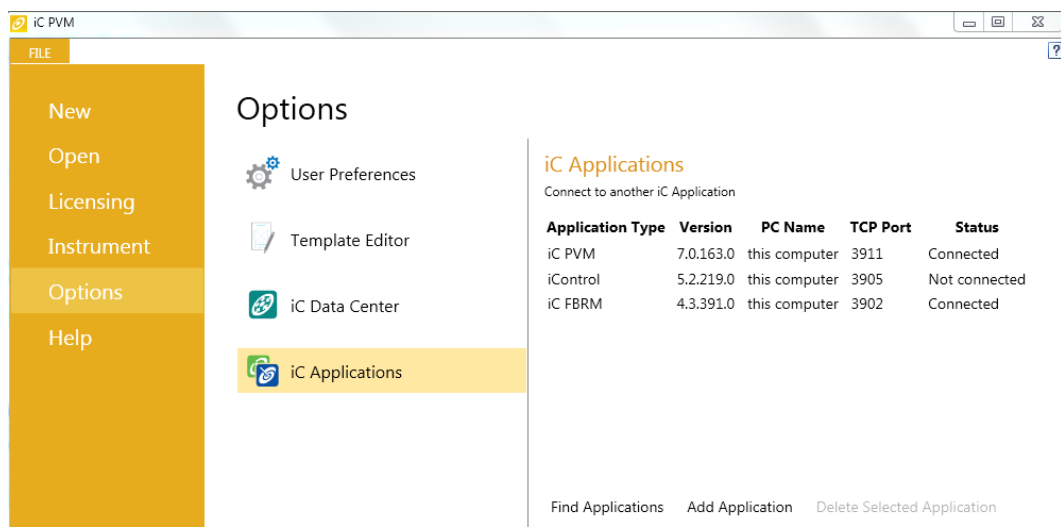 iC PVM
FILE
?
New
Open
Licensing
Instrument
Options
Help
Options
User Preferences
Template Editor
iC Data Center
iC Applications
iC Applications
Connect to another iC Application
Application Type Version PC Name TCP Port Status
iC PVM 7.0.163.0 this computer 3911 Connected
iControl 5.2.219.0 this computer 3905 Not connected
iC FBRM 4.3.391.0 this computer 3902 Connected
Find Applications Add Application Delete Selected Application